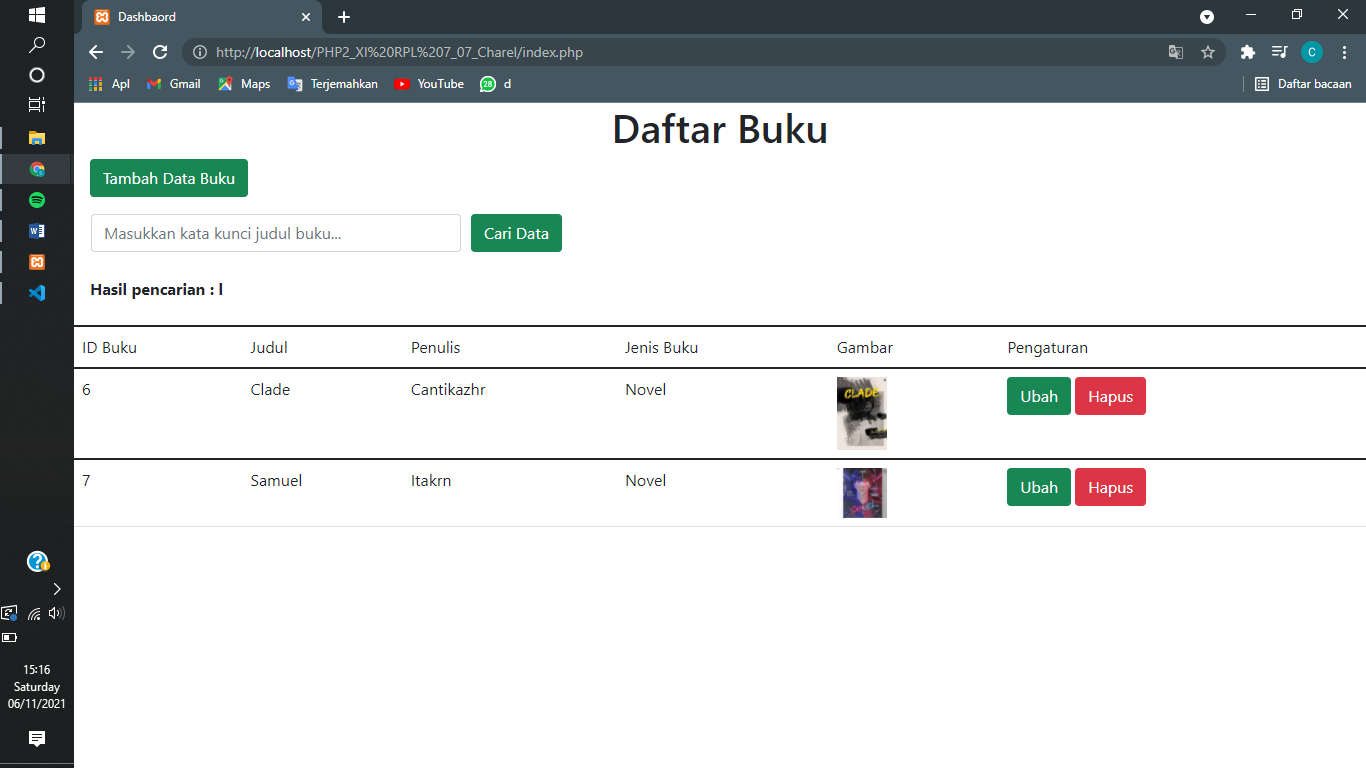 Dashbaord
http://localhost/PHP2_XI%20RPL%207_07_Charel/index.php
C
Apl
Gmail
Maps
Terjemahkan
YouTube
28
d
Daftar bacaan
Daftar Buku
Tambah Data Buku
Masukkan kata kunci judul buku...
Cari Data
Hasil pencarian : l
ID Buku Judul Penulis Jenis Buku Gambar Pengaturan
6 Clade Cantikazhr Novel CLADE Ubah Hapus
7 Samuel Itakrn Novel Ubah Hapus
15:16
Saturday
06/11/2021